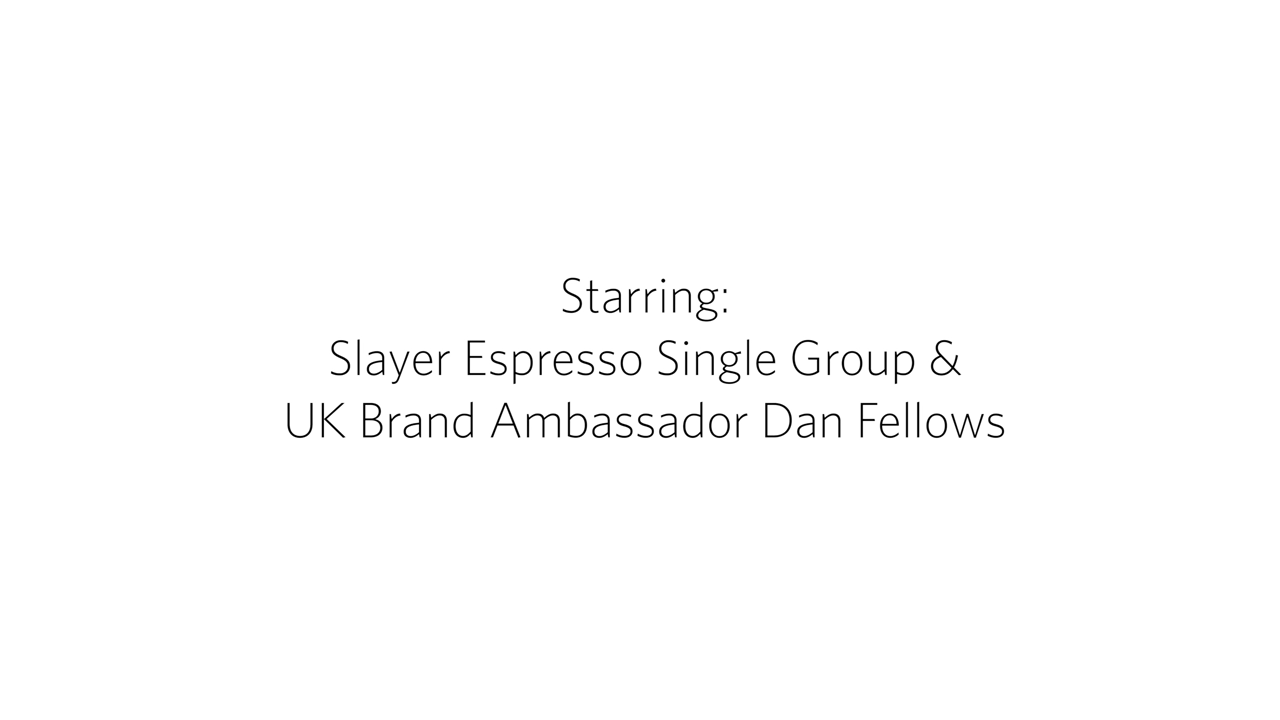 Starring:
Slayer Espresso Single Group &
UK Brand Ambassador Dan Fellows